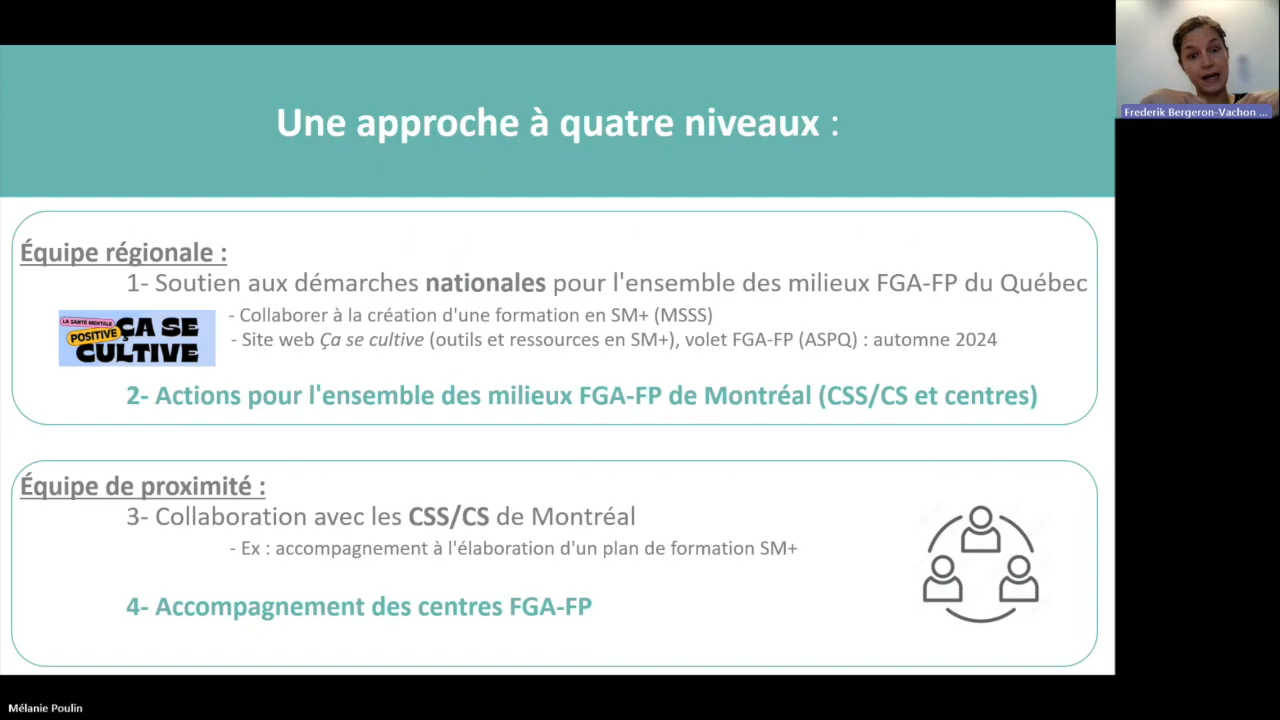 Une approche à quatre niveaux :
Frederik Bergeron-Vachon ...
Équipe régionale :
1- Soutien aux démarches nationales pour l'ensemble des milieux FGA-FP du Québec
LA SANTÉ MENTALE
POSITIVE ÇA SE
CULTIVE
- Collaborer à la création d'une formation en SM+ (MSSS)
- Site web Ça se cultive (outils et ressources en SM+), volet FGA-FP (ASPQ) : automne 2024
2- Actions pour l'ensemble des milieux FGA-FP de Montréal (CSS/CS et centres)
Équipe de proximité :
3- Collaboration avec les CSS/CS de Montréal
- Ex : accompagnement à l'élaboration d'un plan de formation SM+
4- Accompagnement des centres FGA-FP
Mélanie Poulin